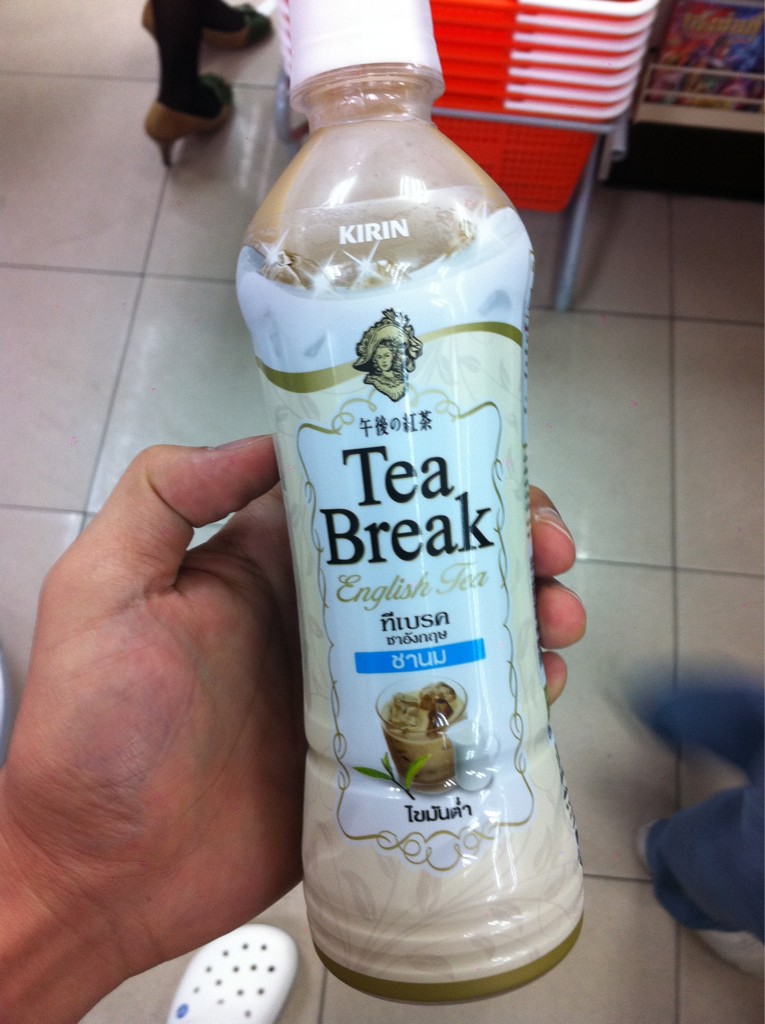 KIRIN
午後の紅茶
Tea
Break
English Tea
ทีเบรค
ชาอังกฤษ
ชานม
ไขมันต่ำ